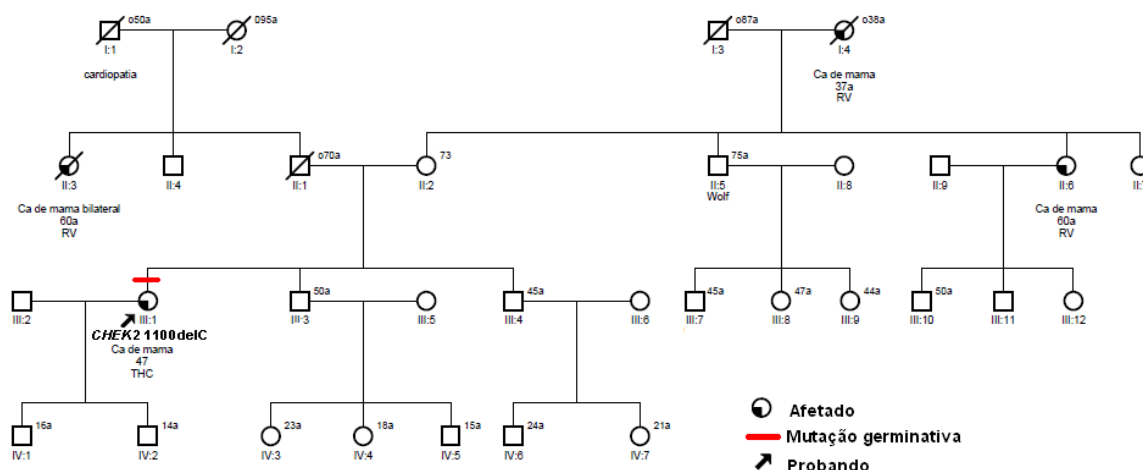 o50a
095a
o87a
o38a
I:1
I:2
I:3
I:4
cardiopatia
Ca de mama
37a
RV
o70a
73
75a
II:3
II:4
II:1
II:2
II:5
II:8
II:9
II:6
Wolf
Ca de mama bilateral
60a
RV
Ca de mama
60a
RV
50a
45a
45a
47a
44a
50a
III:2
III:1
III:3
III:5
III:4
III:6
III:7
III:8
III:9
III:10
III:11
III:12
CHEK2 1100delC
Ca de mama
47
THC
16a
14a
23a
18a
15a
24a
21a
IV:1
IV:2
IV:3
IV:4
IV:5
IV:6
IV:7
Afetado
Mutação germinativa
Probando